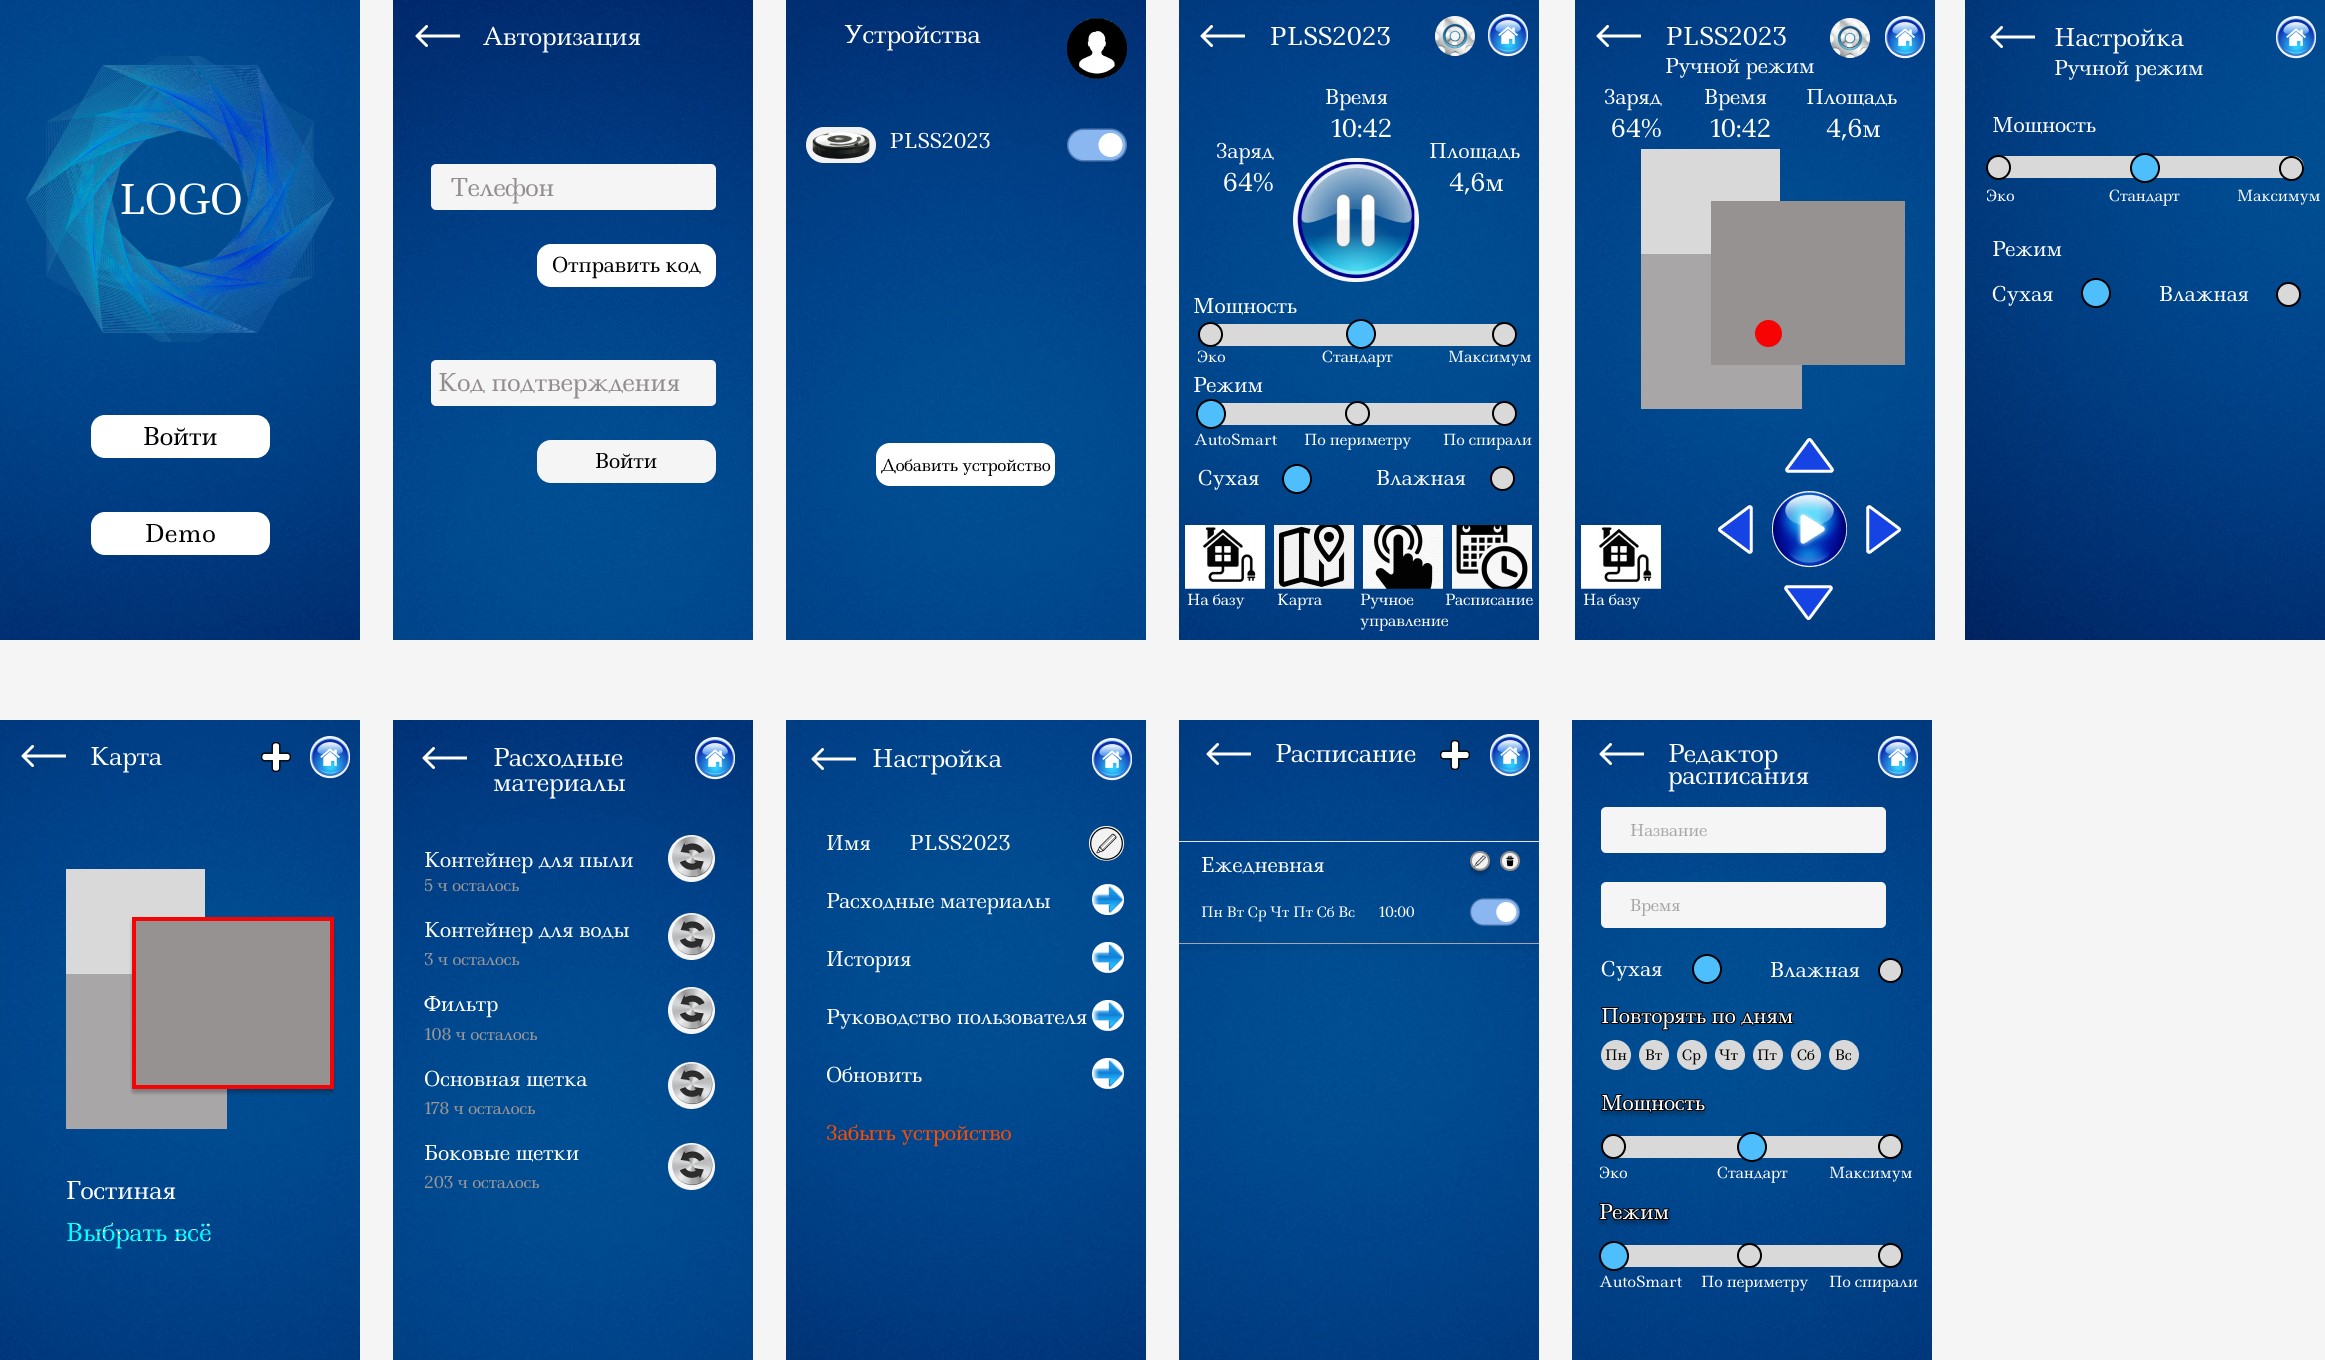 LOGO
Войти
Demo
Авторизация
Телефон
Отправить код
Код подтверждения
Войти
Устройства
PLSS2023
Добавить устройство
PLSS2023
Время
10:42
Заряд
64%
Площадь
4,6м
Мощность
Эко Стандарт Максимум
Режим
AutoSmart По периметру По спирали
Сухая Влажная
На базу Карта Ручное управление Расписание
PLSS2023
Ручной режим
Заряд Время Площадь
64% 10:42 4,6м
На базу
Настройка
Ручной режим
Мощность
Эко Стандарт Максимум
Режим
Сухая Влажная
Карта
Гостиная
Выбрать всё
Расходные
материалы
Контейнер для пыли
5 ч осталось
Контейнер для воды
3 ч осталось
Фильтр
108 ч осталось
Основная щетка
178 ч осталось
Боковые щетки
203 ч осталось
Настройка
Имя PLSS2023
Расходные материалы
История
Руководство пользователя
Обновить
Забыть устройство
Расписание
Ежедневная
Пн Вт Ср Чт Пт Сб Вс 10:00
Редактор
расписания
Название
Время
Сухая Влажная
Повторять по дням
Пн Вт Ср Чт Пт Сб Вс
Мощность
Эко Стандарт Максимум
Режим
AutoSmart По периметру По спирали